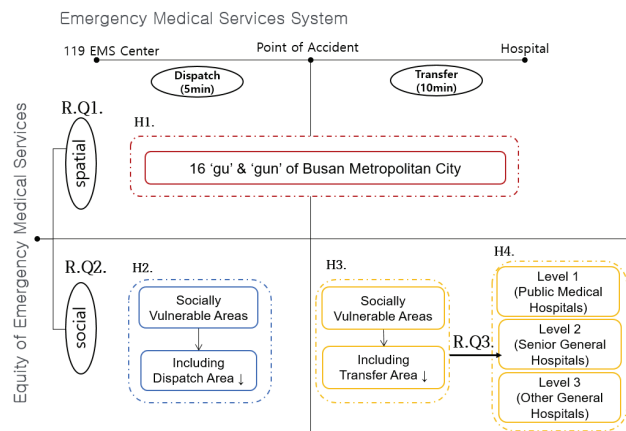 Emergency Medical Services System
119 EMS Center
Point of Accident
Hospital
Dispatch
(5min)
Transfer
(10min)
Equity of Emergency Medical Services
R.Q1.
spatial
H1.
16 'gu' & 'gun' of Busan Metropolitan City
R.Q2.
social
H2.
Socially
Vulnerable Areas
Including
Dispatch Area ↓
H3.
Socially
Vulnerable Areas
Including
Transfer Area ↓
R.Q3.
H4.
Level 1
(Public Medical
Hospitals)
Level 2
(Senior General
Hospitals)
Level 3
(Other General
Hospitals)